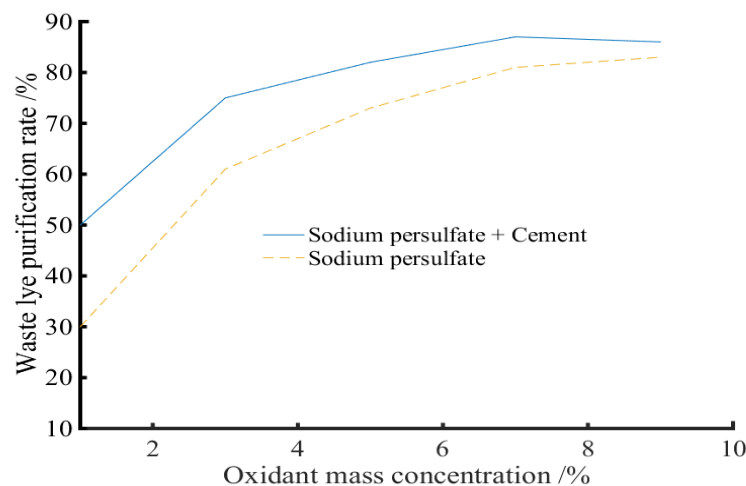 90
80
70
60
50
40
30
20
10
Waste lye purification rate /%
Sodium persulfate + Cement
Sodium persulfate
2 4 6 8 10
Oxidant mass concentration /%